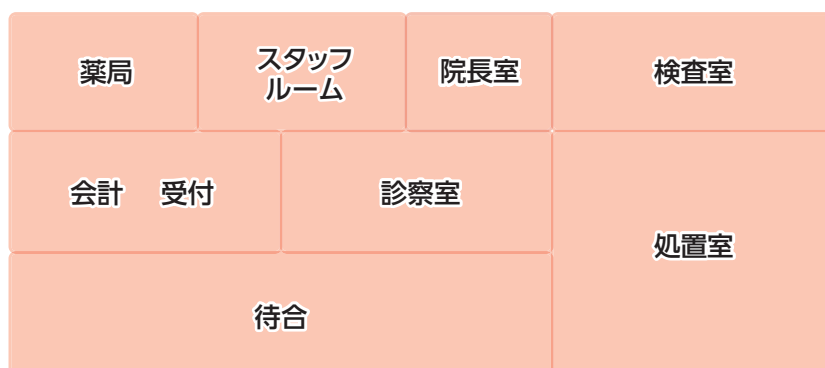 薬局
スタッフ
ルーム
院長室
検査室
会計 受付
診察室
処置室
待合